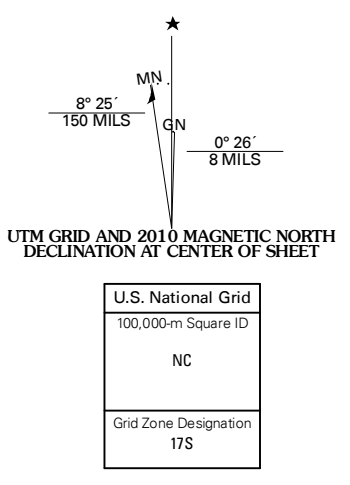 MN
8° 25´
150 MILS
GN
0° 26´
8 MILS
UTM GRID AND 2010 MAGNETIC NORTH
DECLINATION AT CENTER OF SHEET
U.S. National Grid
100,000-m Square ID
NC
Grid Zone Designation
17S